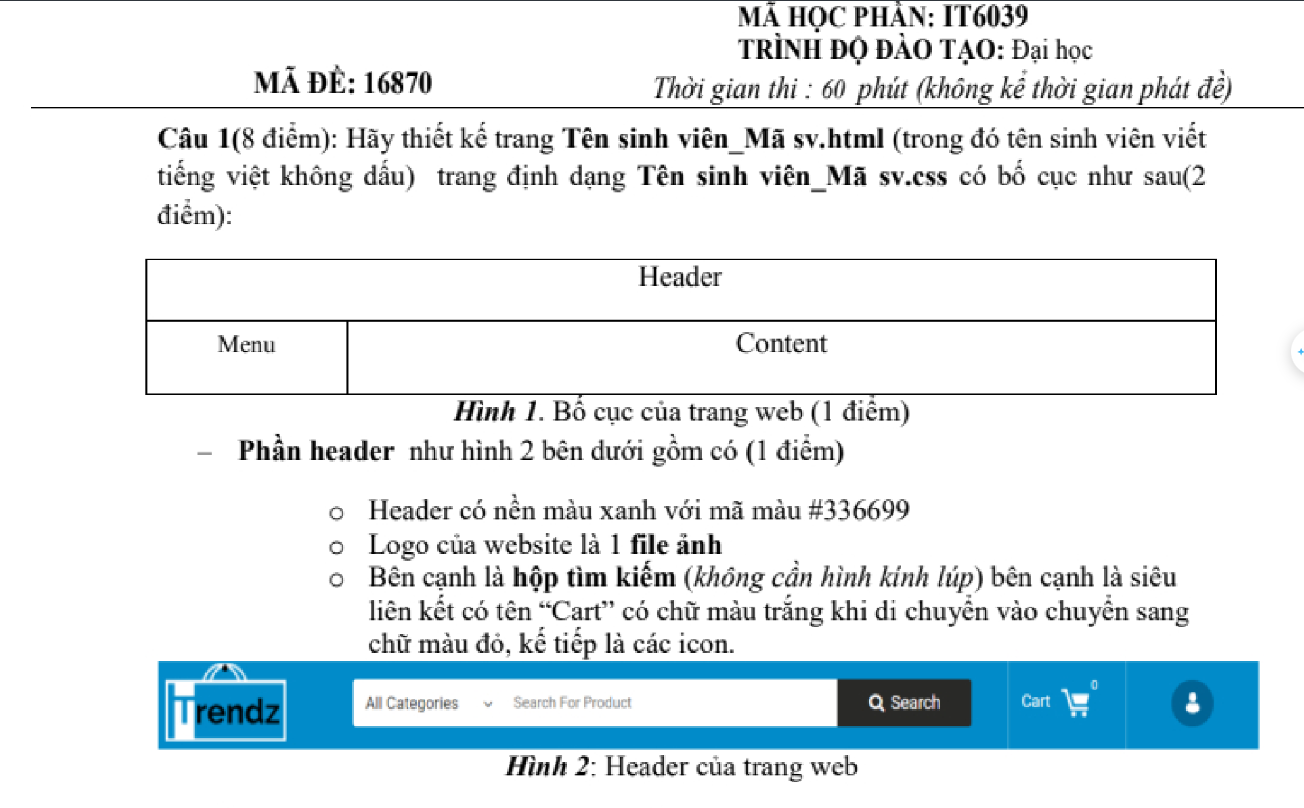 MÃ HỌC PHẦN: IT6039
TRÌNH ĐỘ ĐÀO TẠO: Đại học
MÃ ĐỀ: 16870
Thời gian thi : 60 phút (không kể thời gian phát đề)
Câu 1(8 điểm): Hãy thiết kế trang Tên sinh viên_Mã sv.html (trong đó tên sinh viên viết
tiếng việt không dấu) trang định dạng Tên sinh viên_Mã sv.css có bố cục như sau(2
điểm):
Header
Menu
Content
Hình 1. Bố cục của trang web (1 điểm)
– Phần header như hình 2 bên dưới gồm có (1 điểm)
o Header có nền màu xanh với mã màu #336699
o Logo của website là 1 file ảnh
o Bên cạnh là hộp tìm kiếm (không cần hình kính lúp) bên cạnh là siêu
liên kết có tên “Cart” có chữ màu trắng khi di chuyển vào chuyển sang
chữ màu đỏ, kế tiếp là các icon.
Trendz
All Categories
Search For Product
Search
Cart
0
Hình 2: Header của trang web